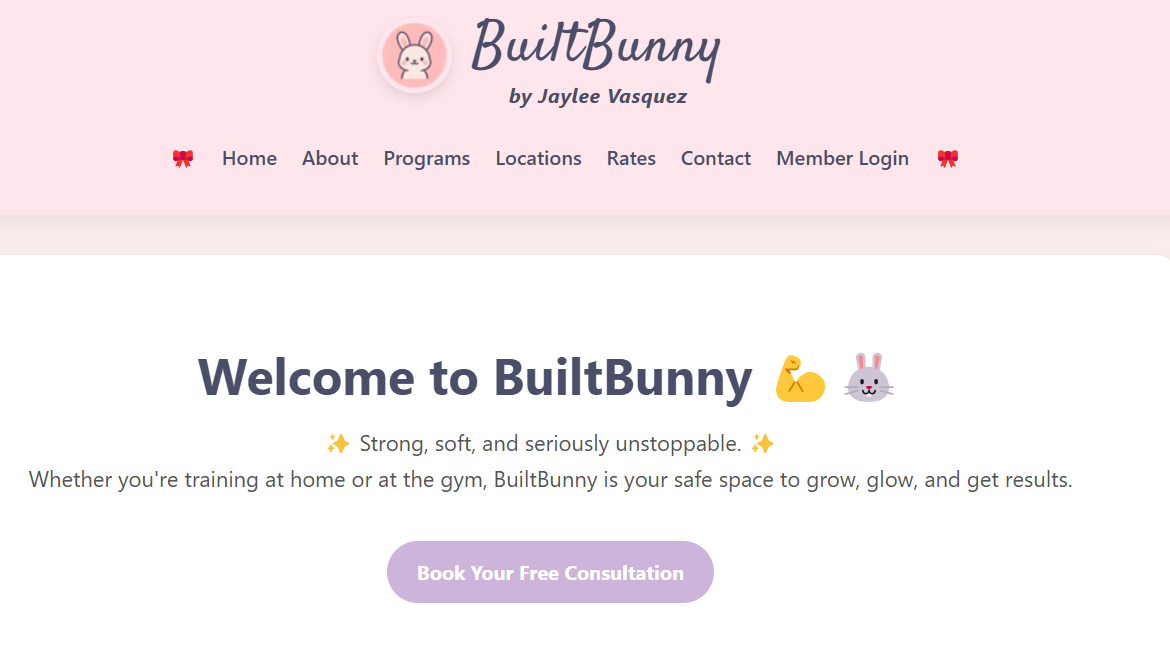 BuiltBunny
by Jaylee Vasquez
🎀 Home About Programs Locations Rates Contact Member Login 🎀
Welcome to BuiltBunny 💪 🐰
✨ Strong, soft, and seriously unstoppable. ✨
Whether you're training at home or at the gym, BuiltBunny is your safe space to grow, glow, and get results.
Book Your Free Consultation